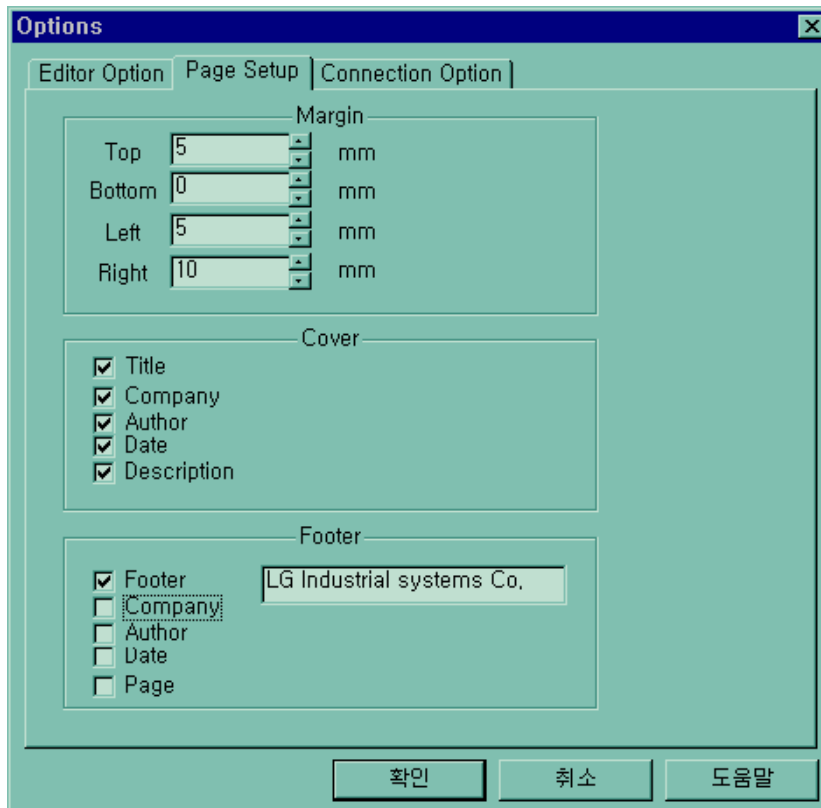 Options
Editor Option Page Setup Connection Option
Margin
Top 5 mm
Bottom 0 mm
Left 5 mm
Right 10 mm
Cover
Title
Company
Author
Date
Description
Footer
Footer LG Industrial systems Co,
Company
Author
Date
Page
확인 취소 도움말